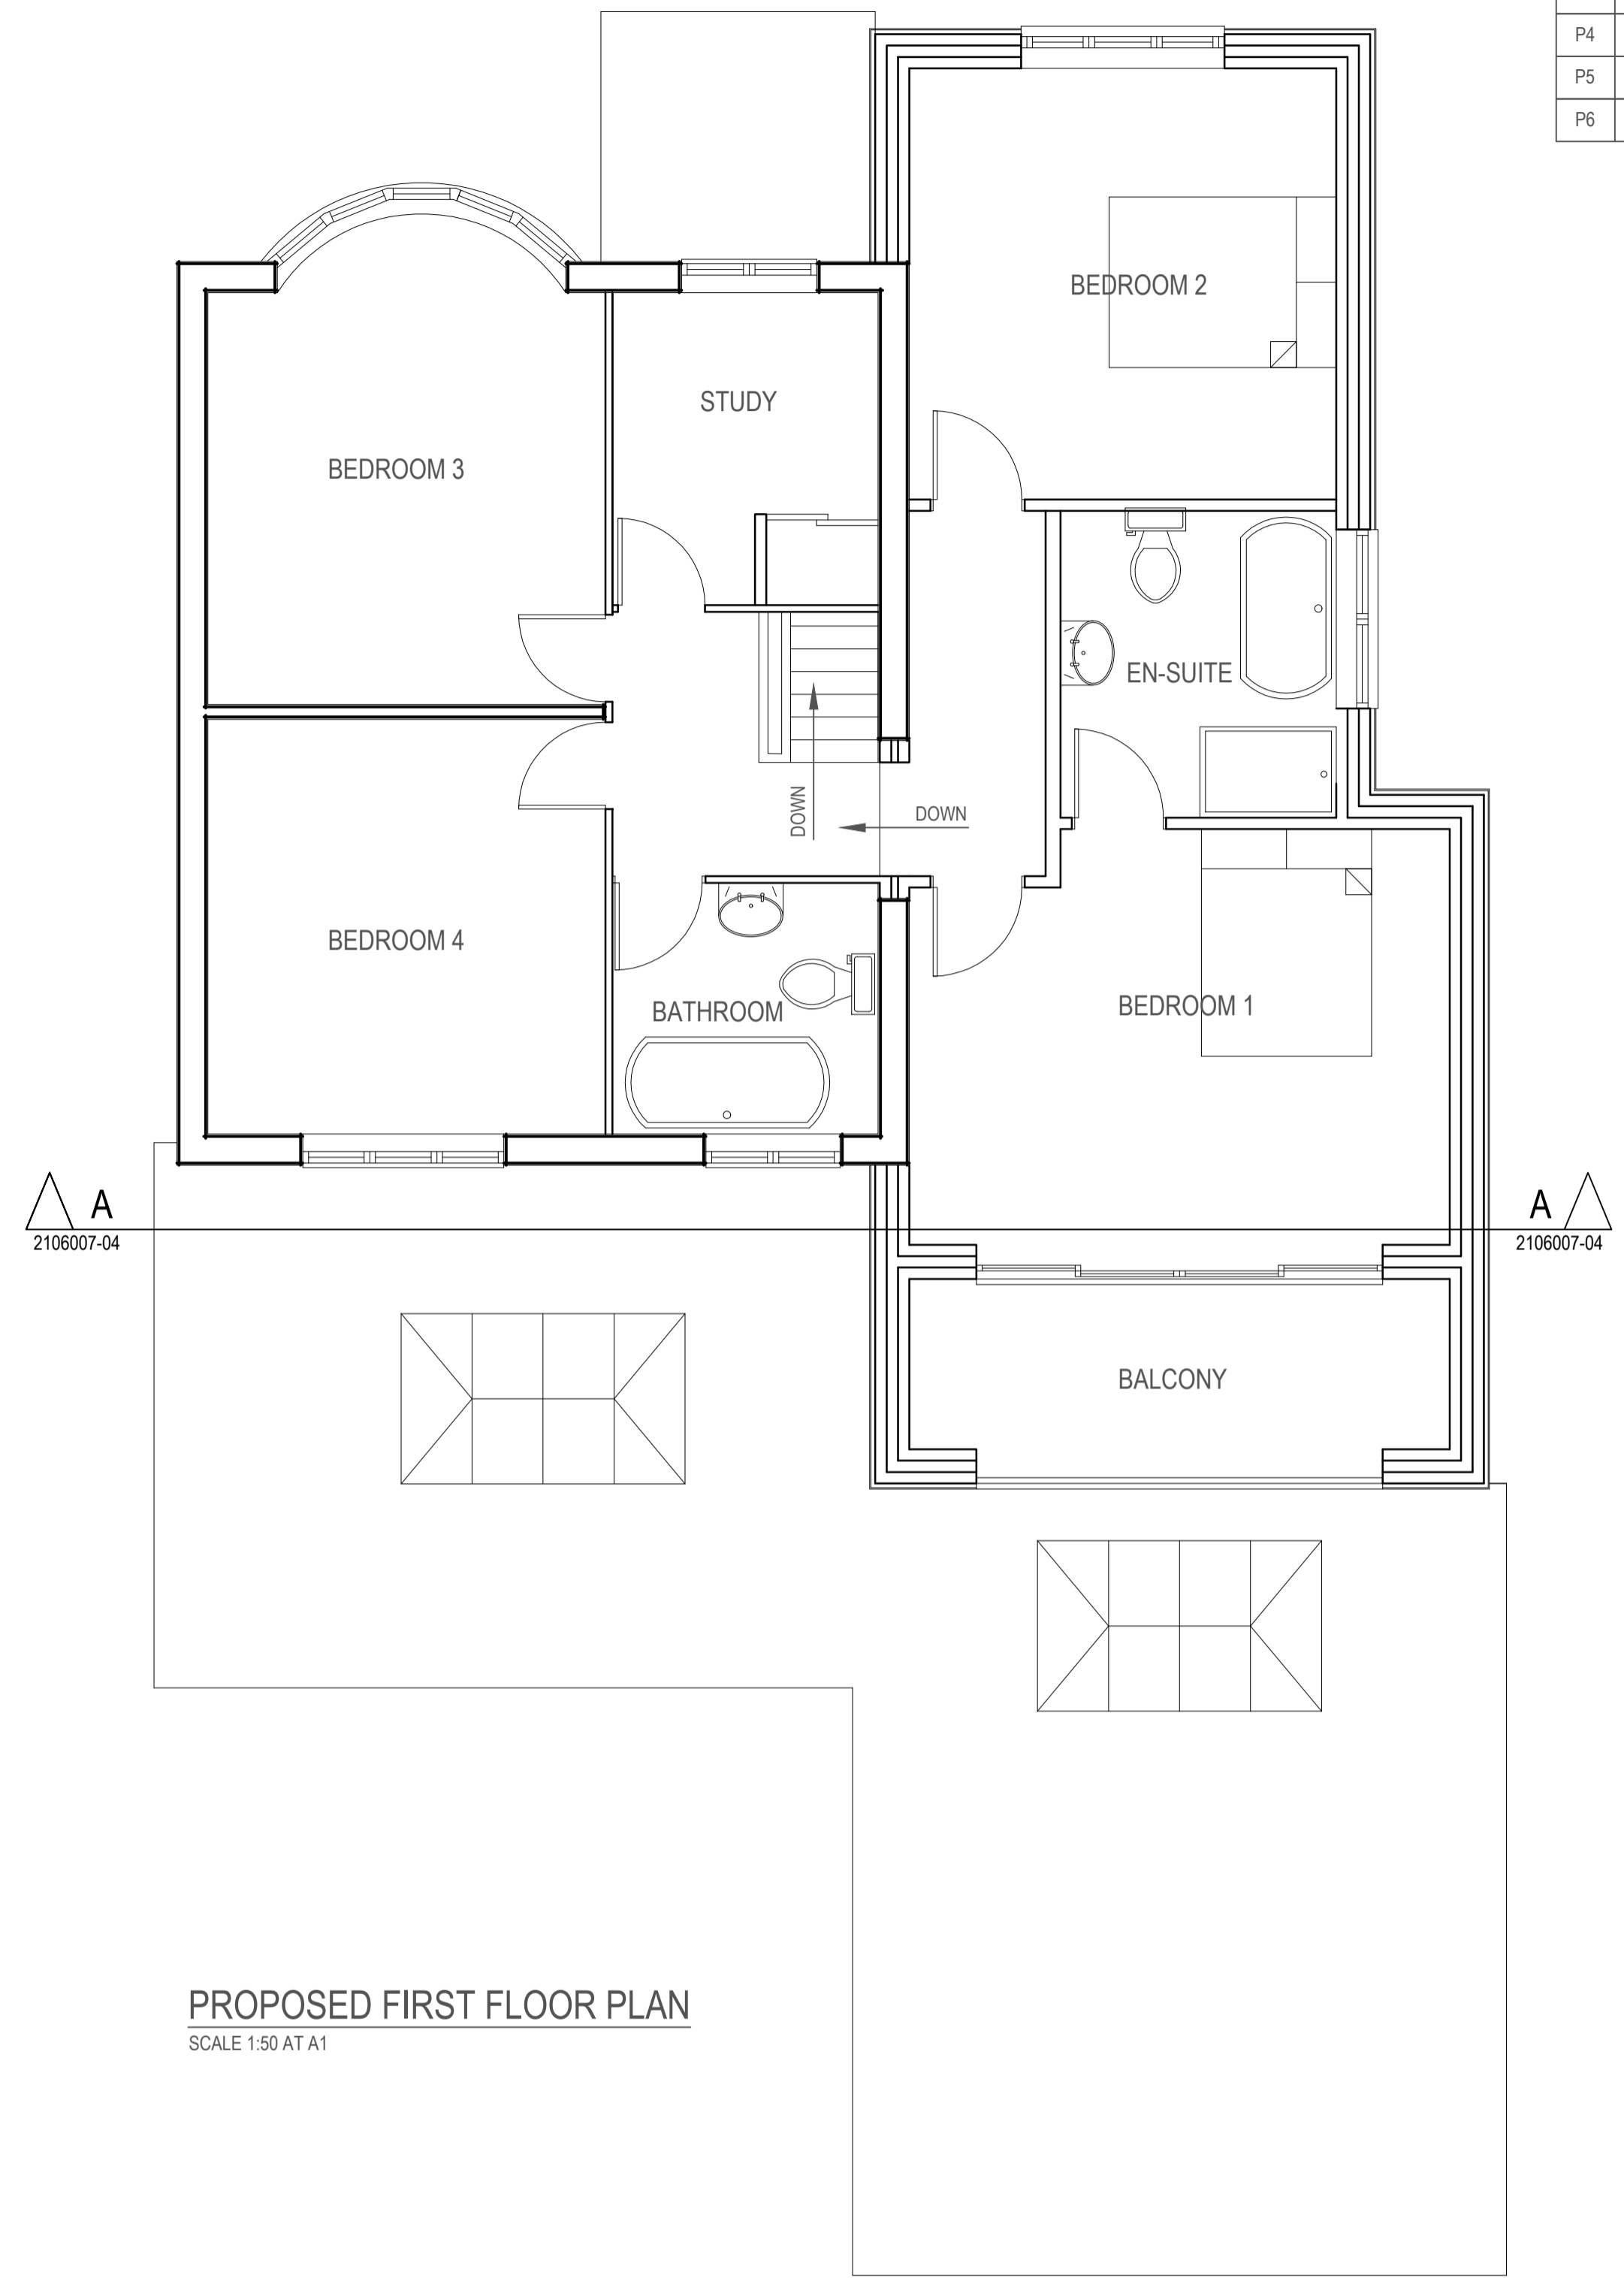 P4
P5
P6
BEDROOM 2
STUDY
BEDROOM 3
EN-SUITE
DOWN
DOWN
BEDROOM 4
BEDROOM 1
BATHROOM
A
2106007-04
A
2106007-04
BALCONY
PROPOSED FIRST FLOOR PLAN
SCALE 1:50 AT A1